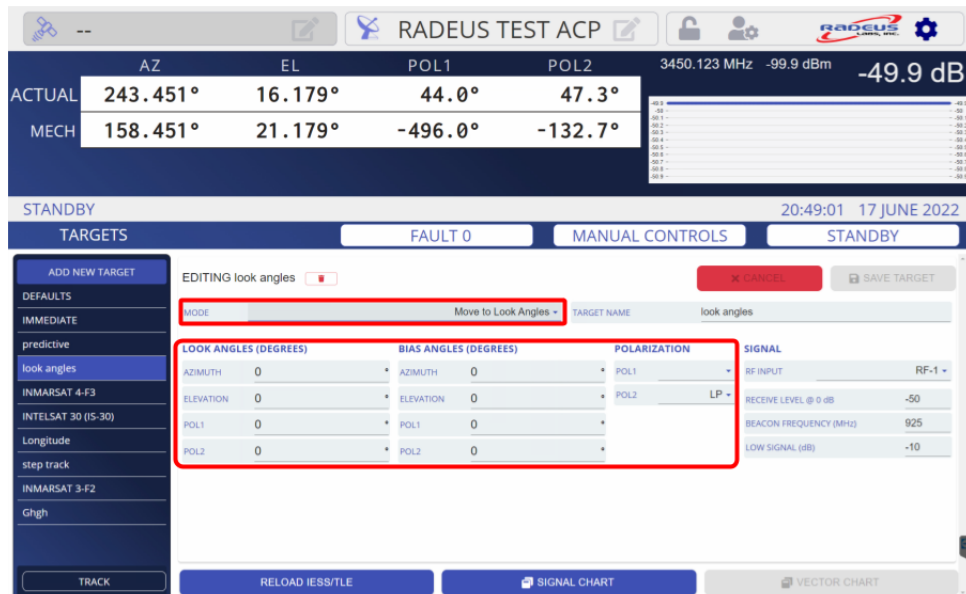 -- RADEUS TEST ACP RADEUS LABS, INC.
AZ EL POL1 POL2 3450.123 MHz -99.9 dBm -49.9 dB
ACTUAL 243.451° 16.179° 44.0° 47.3°
MECH 158.451° 21.179° -496.0° -132.7°
STANDBY 20:49:01 17 JUNE 2022
TARGETS FAULT 0 MANUAL CONTROLS STANDBY
ADD NEW TARGET
DEFAULTS
IMMEDIATE
predictive
look angles
INMARSAT 4-F3
INTELSAT 30 (IS-30)
Longitude
step track
INMARSAT 3-F2
Ghgh
TRACK
EDITING look angles CANCEL SAVE TARGET
MODE Move to Look Angles TARGET NAME look angles
LOOK ANGLES (DEGREES) BIAS ANGLES (DEGREES) POLARIZATION SIGNAL
AZIMUTH 0 ° AZIMUTH 0 ° POL1 RF INPUT RF-1
ELEVATION 0 ° ELEVATION 0 ° POL2 LP RECEIVE LEVEL @ 0 dB -50
POL1 0 ° POL1 0 ° BEACON FREQUENCY (MHz) 925
POL2 0 ° POL2 0 ° LOW SIGNAL (dB) -10
RELOAD IESS/TLE SIGNAL CHART VECTOR CHART